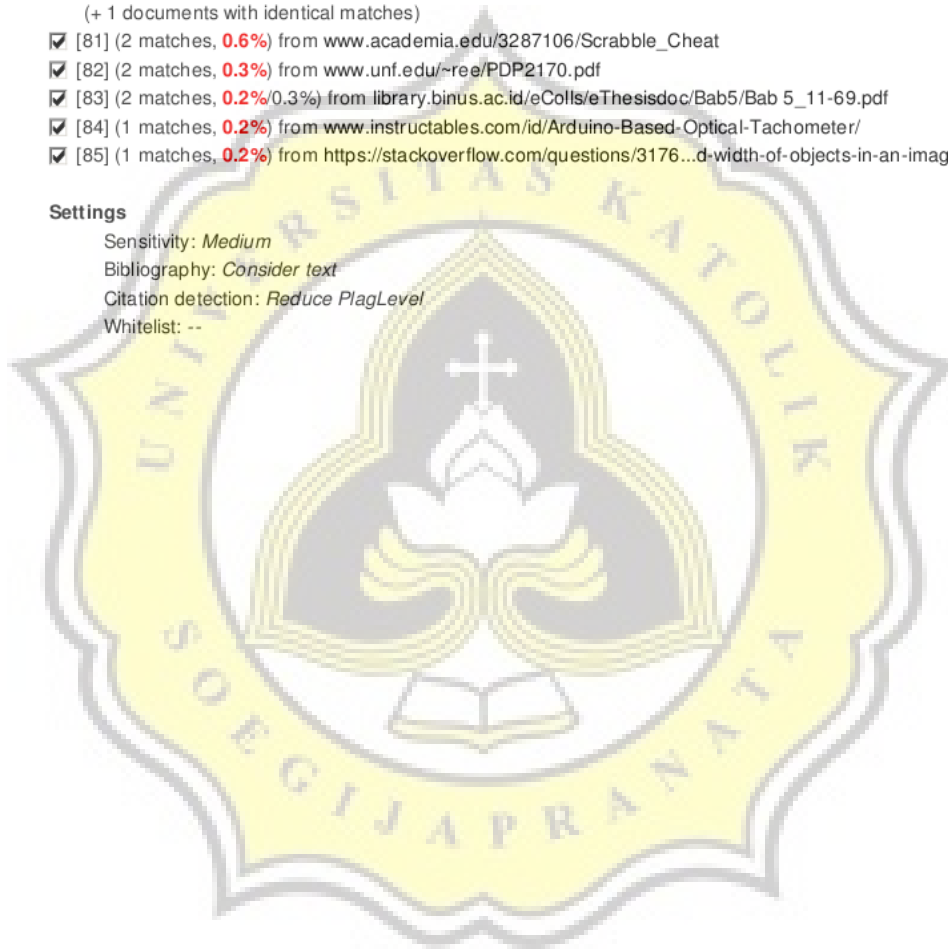 (+ 1 documents with identical matches)
[81] (2 matches, 0.6%) from www.academia.edu/3287106/Scrabble_Cheat
[82] (2 matches, 0.3%) from www.unf.edu/~ree/PDP2170.pdf
[83] (2 matches, 0.2%/0.3%) from library.binus.ac.id/eColls/eThesisdoc/Bab5/Bab 5_11-69.pdf
[84] (1 matches, 0.2%) from www.instructables.com/id/Arduino-Based-Optical-Tachometer/
[85] (1 matches, 0.2%) from https://stackoverflow.com/questions/3176...d-width-of-objects-in-an-imag
Settings
Sensitivity: Medium
Bibliography: Consider text
Citation detection: Reduce PlagLevel
Whitelist: --
UNIVERSITAS KATOLIK
SOEGIJAPRANATA